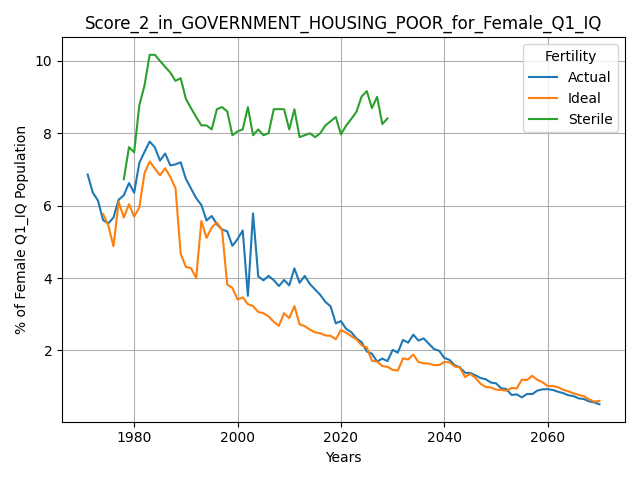 Score_2_in_GOVERNMENT_HOUSING_POOR_for_Female_Q1_IQ
Fertility
Actual
Ideal
Sterile
% of Female Q1_IQ Population
10
8
6
4
2
1980
2000
2020
2040
2060
Years